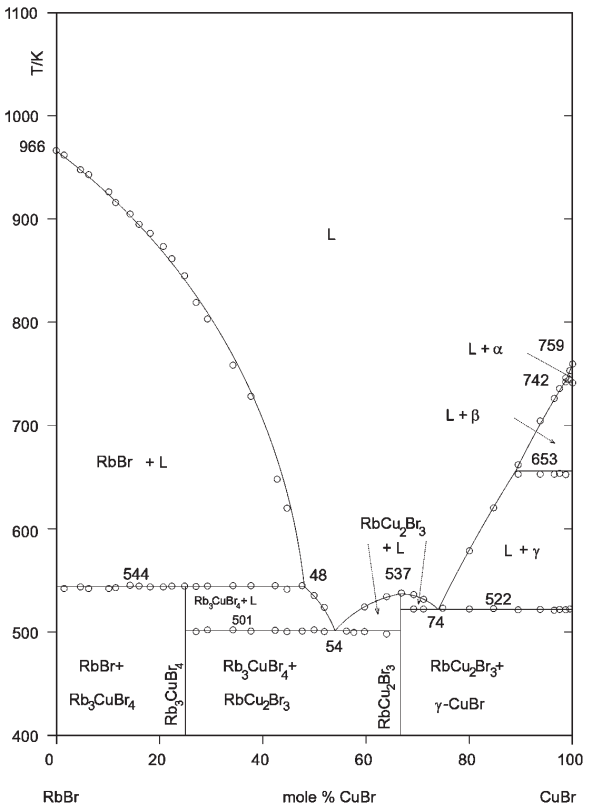 1100
T/K
1000
966
900
L
800
759
L + α
742
700
L + β
653
RbBr + L
600
RbCu2Br3
+ L
L + γ
544
48
537
Rb3CuBr4 + L
522
501
500
54
74
RbBr+
Rb3CuBr4
Rb3CuBr4
Rb3CuBr4+
RbCu2Br3
RbCu2Br3
RbCu2Br3+
γ-CuBr
400
0 20 40 60 80 100
RbBr mole % CuBr CuBr